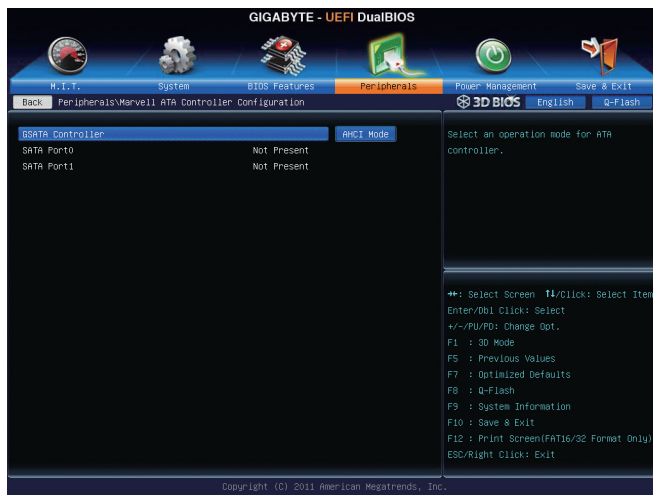 GIGABYTE - UEFI DualBIOS
M.I.T. System BIOS Features Peripherals Power Management Save & Exit
Back Peripherals\Marvell ATA Controller Configuration
3D BIOS English Q-Flash
GSATA Controller AHCI Mode
SATA Port0 Not Present
SATA Port1 Not Present
Select an operation mode for ATA
controller.
→←: Select Screen ↑↓/Click: Select Item
Enter/Dbl Click: Select
+/-/PU/PD: Change Opt.
F1 : 3D Mode
F5 : Previous Values
F7 : Optimized Defaults
F8 : Q-Flash
F9 : System Information
F10 : Save & Exit
F12 : Print Screen(FAT16/32 Format Only)
ESC/Right Click: Exit
Copyright (C) 2011 American Megatrends, Inc.